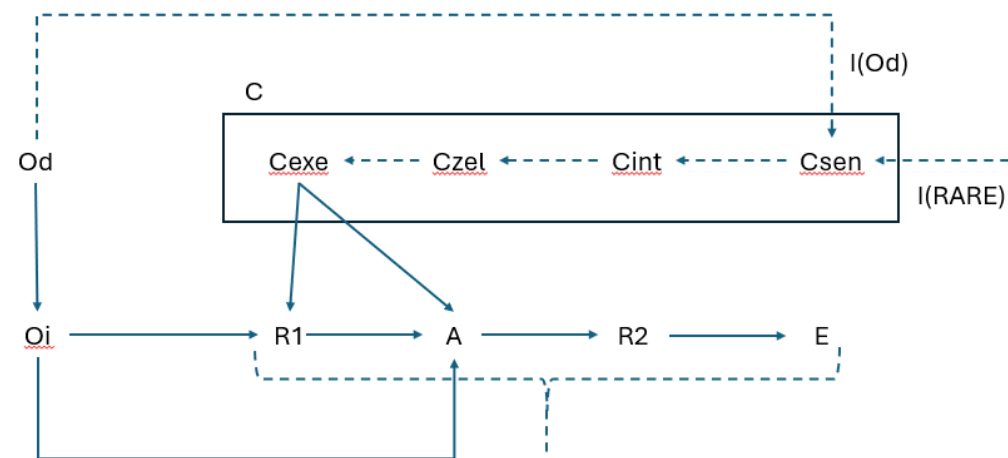 I(Od)
C
Od
Cexe
Czel
Cint
Csen
I(RARE)
Oi
R1
A
R2
E